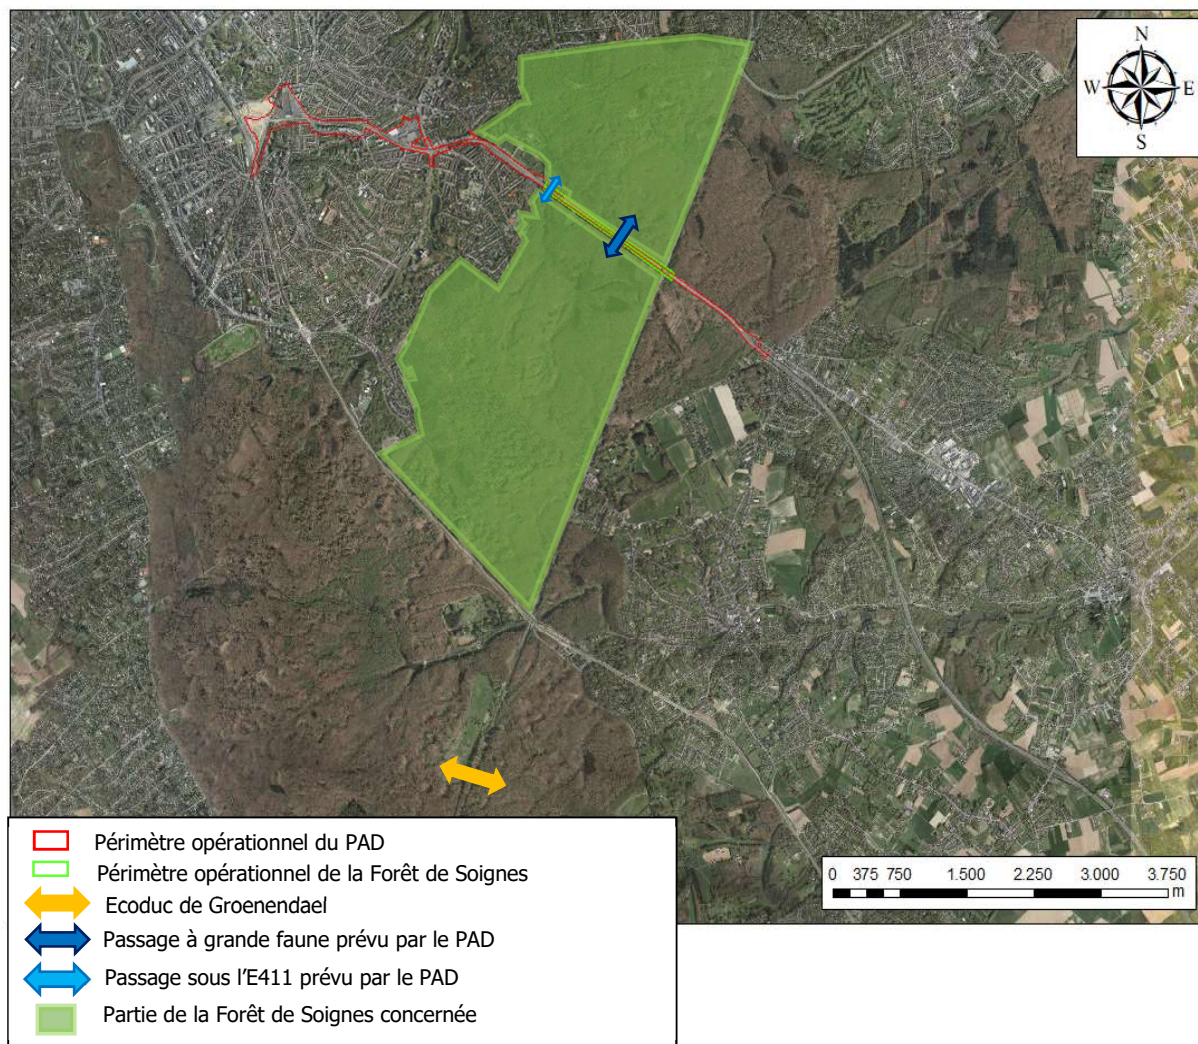 N
W E
S
0 375 750 1.500 2.250 3.000 3.750
m
Périmètre opérationnel du PAD
Périmètre opérationnel de la Forêt de Soignes
Ecoduc de Groenendael
Passage à grande faune prévu par le PAD
Passage sous l'E411 prévu par le PAD
Partie de la Forêt de Soignes concernée